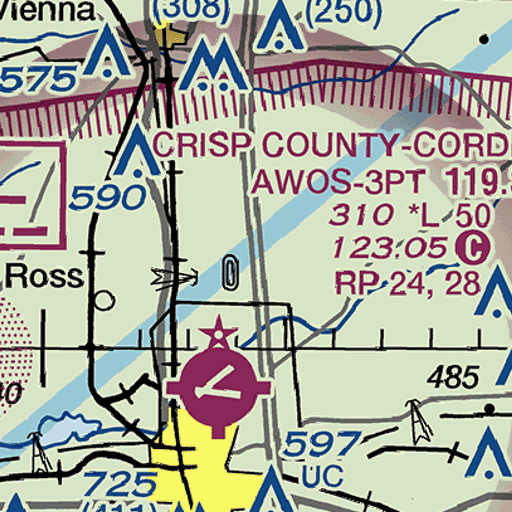 Vienna
(308)
(250)
575
CRISP COUNTY-CORD
AWOS-3PT 119.
590
310 *L 50
123.05 C
Ross
RP 24, 28
485
597
UC
725
(411)